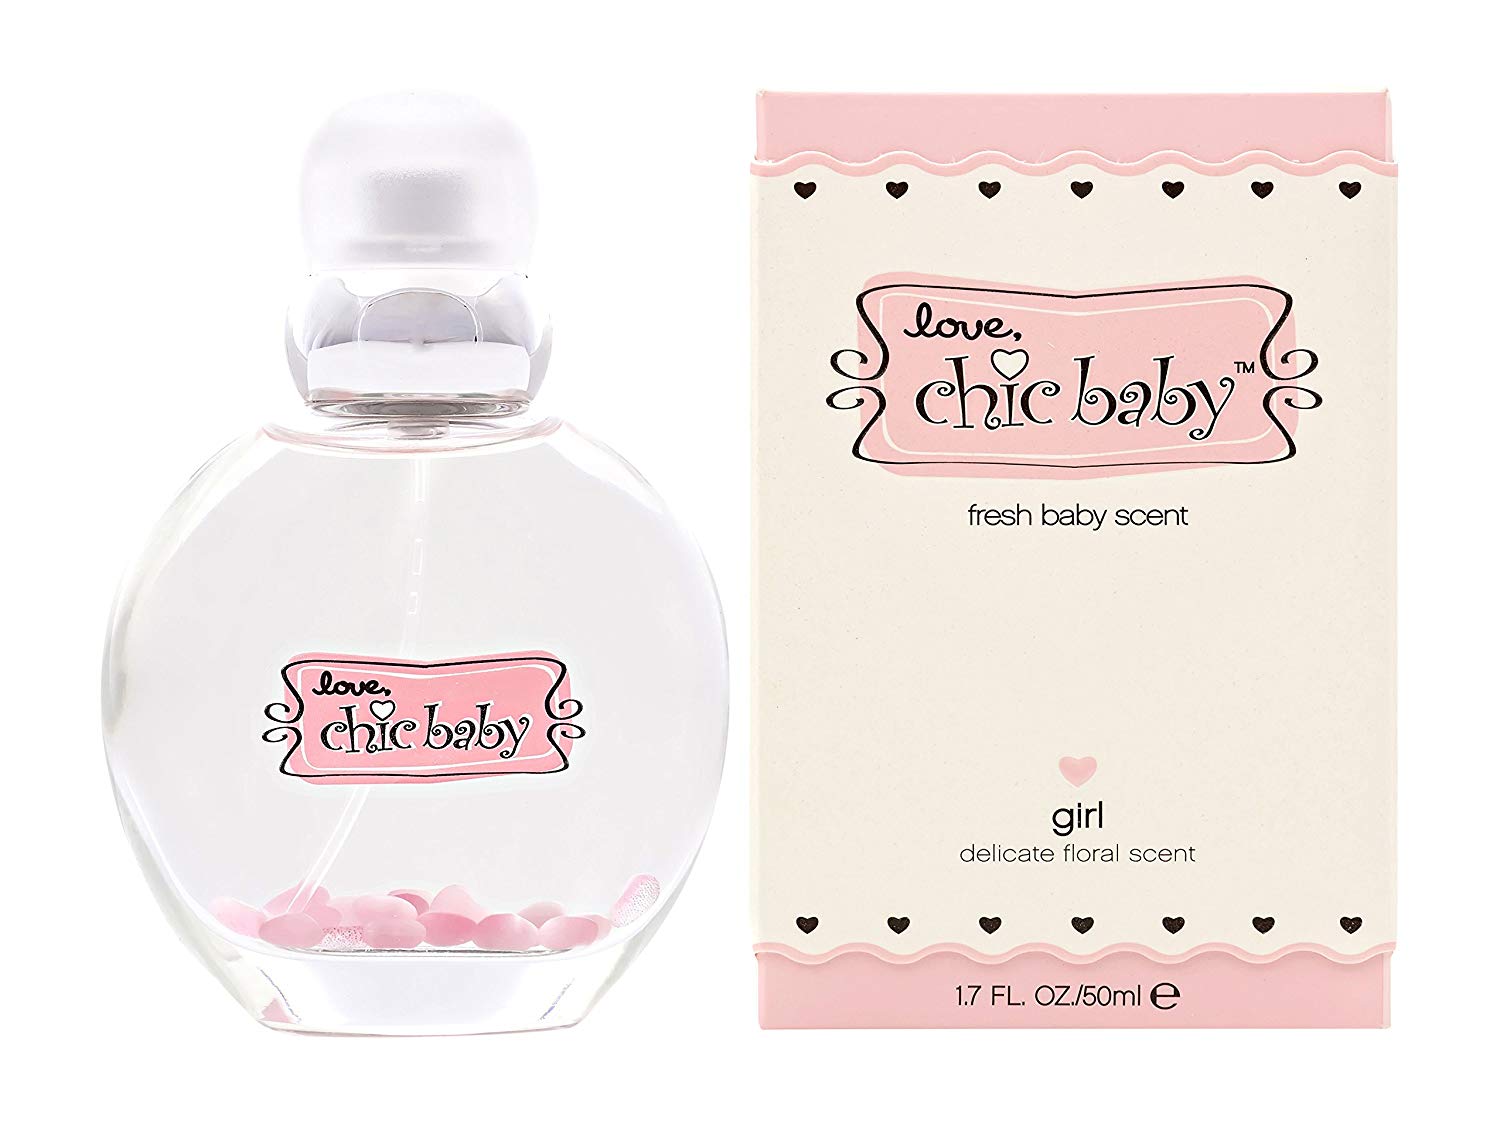 love,
chic baby
love,
chic baby™
fresh baby scent
girl
delicate floral scent
1.7 FL. OZ./50ml ℮